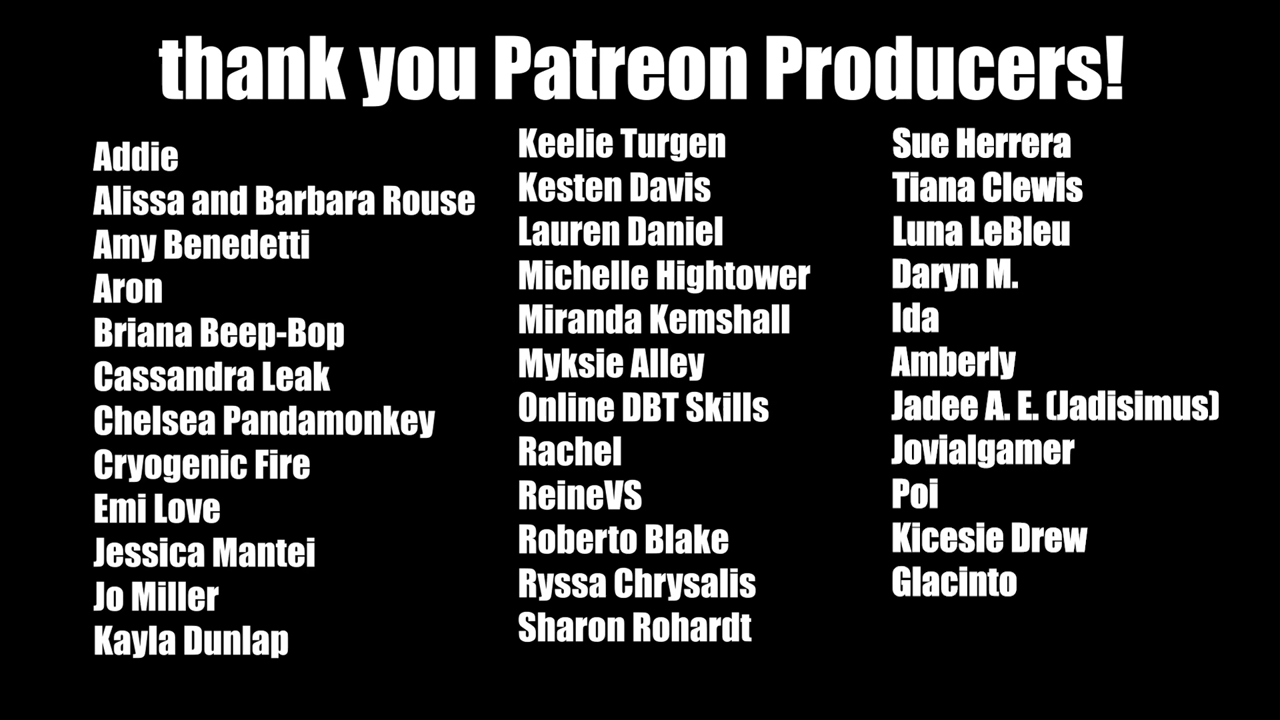 thank you Patreon Producers!
Addie
Alissa and Barbara Rouse
Amy Benedetti
Aron
Briana Beep-Bop
Cassandra Leak
Chelsea Pandamonkey
Cryogenic Fire
Emi Love
Jessica Mantei
Jo Miller
Kayla Dunlap
Keelie Turgen
Kesten Davis
Lauren Daniel
Michelle Hightower
Miranda Kemshall
Myksie Alley
Online DBT Skills
Rachel
ReineVS
Roberto Blake
Ryssa Chrysalis
Sharon Rohardt
Sue Herrera
Tiana Clewis
Luna LeBleu
Daryn M.
Ida
Amberly
Jadee A. E. (Jadisimus)
Jovialgamer
Poi
Kicesie Drew
Glacinto